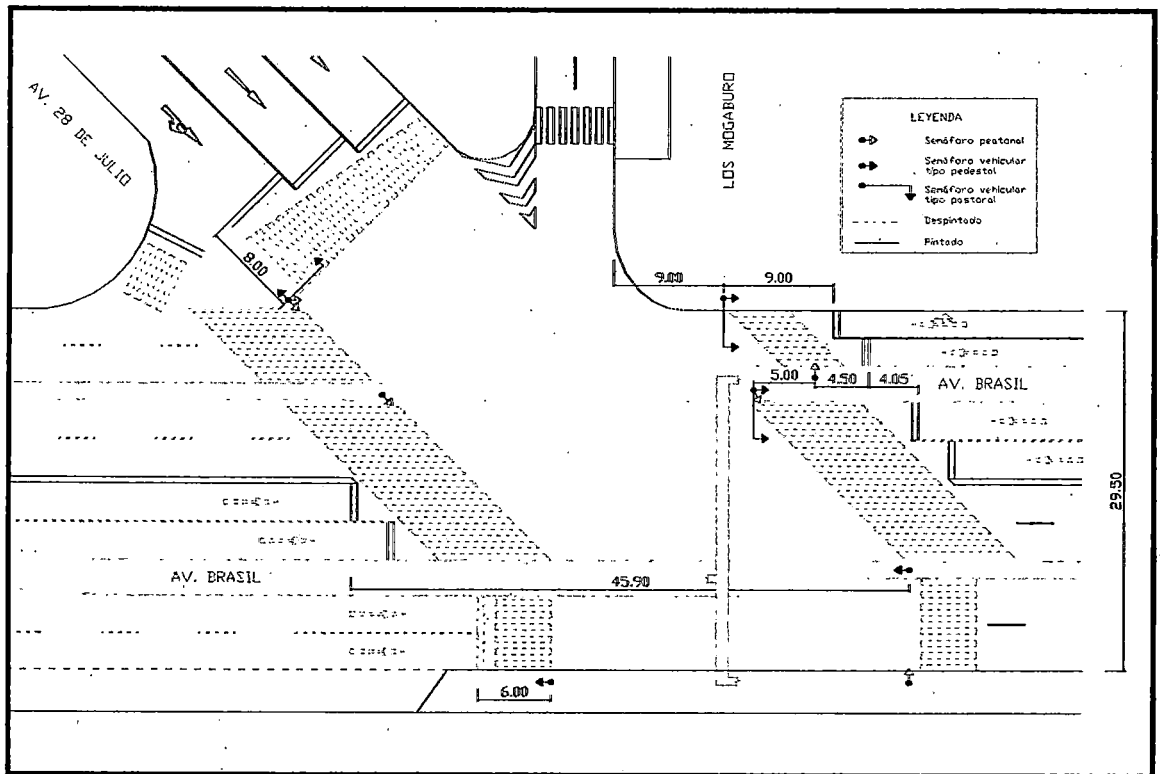 AV. 28 DE JULIO
LOS MOGABURO
LEYENDA
Semáforo peatonal
Semáforo vehicular
tipo pedestal
Semáforo vehicular
tipo pastoral
Despintado
Pintado
8.00
9.00
9.00
5.00
4.50
4.05
AV. BRASIL
29.50
AV. BRASIL
45.90
6.00